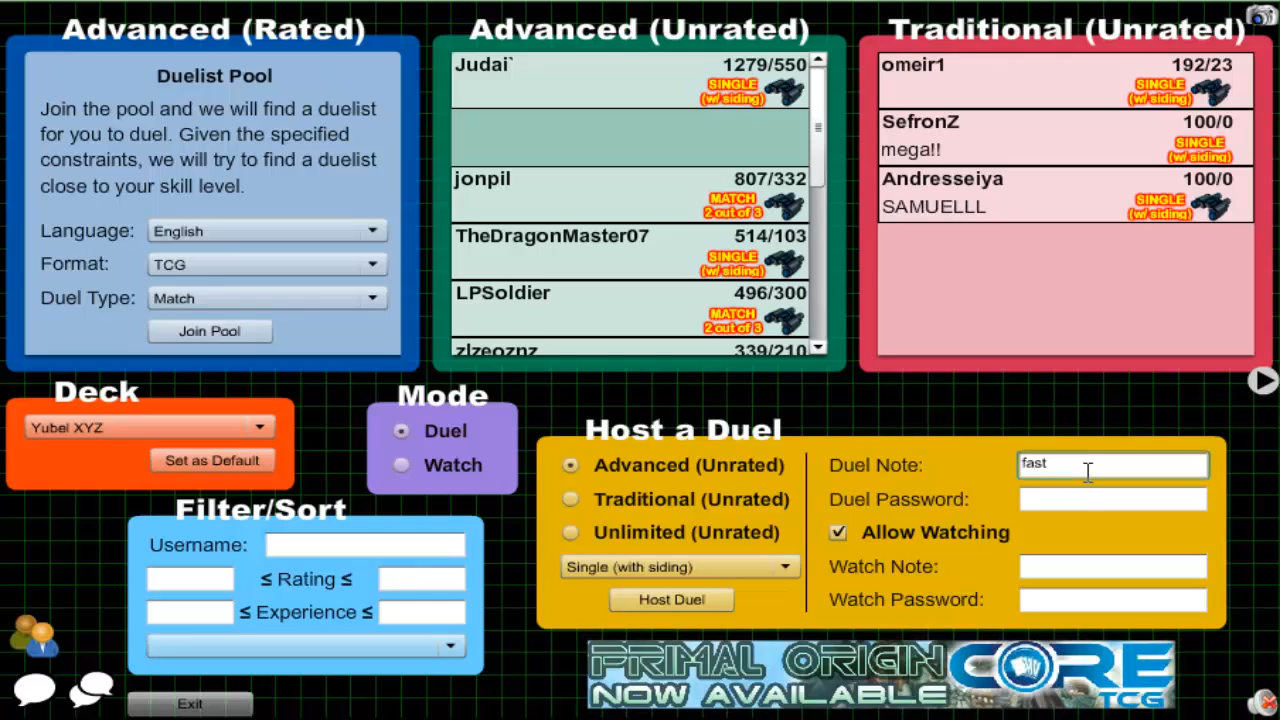 Advanced (Rated)
Duelist Pool
Join the pool and we will find a duelist
for you to duel. Given the specified
constraints, we will try to find a duelist
close to your skill level.
Language: English
Format: TCG
Duel Type: Match
Join Pool
Advanced (Unrated)
Judai` 1279/550
SINGLE
(w/ siding)
jonpil 807/332
MATCH
2 out of 3
TheDragonMaster07 514/103
SINGLE
(w/ siding)
LPSoldier 496/300
MATCH
2 out of 3
zlzeoznz 339/210
Traditional (Unrated)
omeir1 192/23
SINGLE
(w/ siding)
SefronZ 100/0
mega!! SINGLE
(w/ siding)
Andresseiya 100/0
SAMUELLL SINGLE
(w/ siding)
Deck
Yubel XYZ
Set as Default
Mode
Duel
Watch
Filter/Sort
Username:
≤ Rating ≤
≤ Experience ≤
Exit
Host a Duel
Advanced (Unrated)
Traditional (Unrated)
Unlimited (Unrated)
Single (with siding)
Host Duel
Duel Note: fast
Duel Password:
Allow Watching
Watch Note:
Watch Password:
PRIMAL ORIGIN
NOW AVAILABLE
CORE
TCG